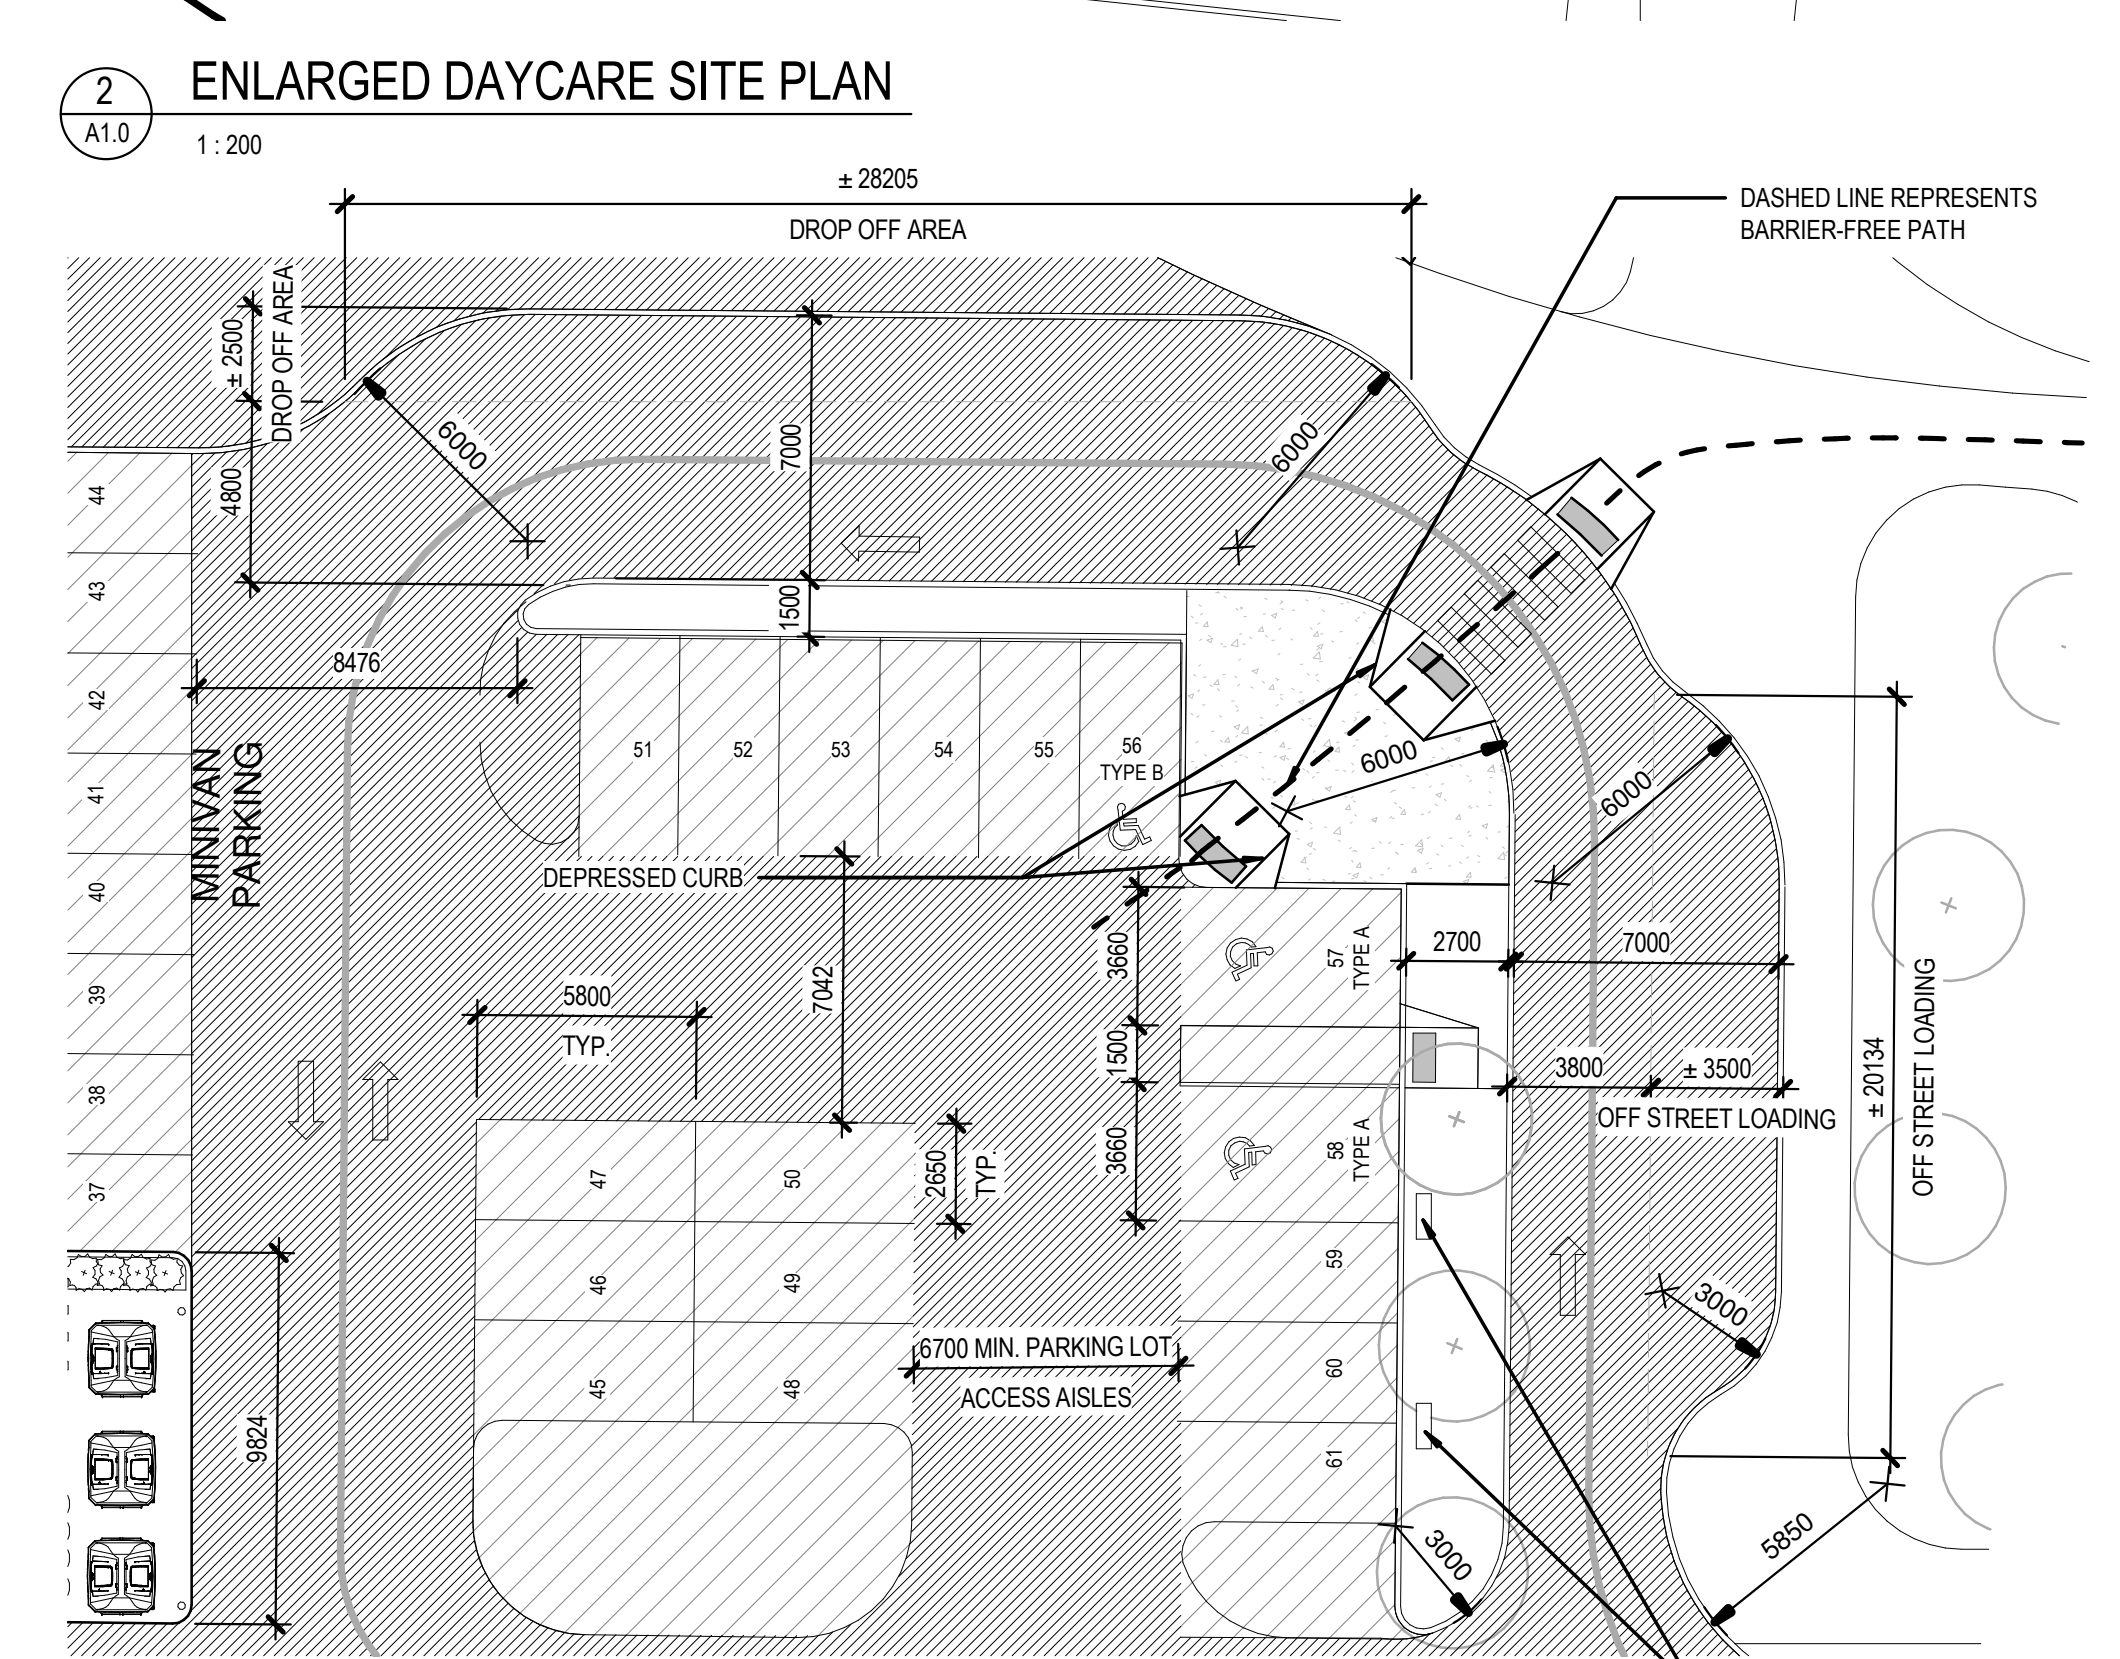 2
A1.0
ENLARGED DAYCARE SITE PLAN
1 : 200
± 28205
DROP OFF AREA
DASHED LINE REPRESENTS
BARRIER-FREE PATH
± 2500
DROP OFF AREA
4800
6000
7000
6000
1500
8476
44
43
42
41
40
39
38
37
MINIVAN
PARKING
51
52
53
54
55
56
TYPE B
6000
6000
DEPRESSED CURB
7042
3660
57
TYPE A
2700
7000
5800
TYP.
1500
3800
± 3500
OFF STREET LOADING
± 20134
OFF STREET LOADING
3660
58
TYPE A
47
50
2650
TYP.
46
49
59
3000
6700 MIN. PARKING LOT
ACCESS AISLES
45
48
60
61
9824
3000
5850